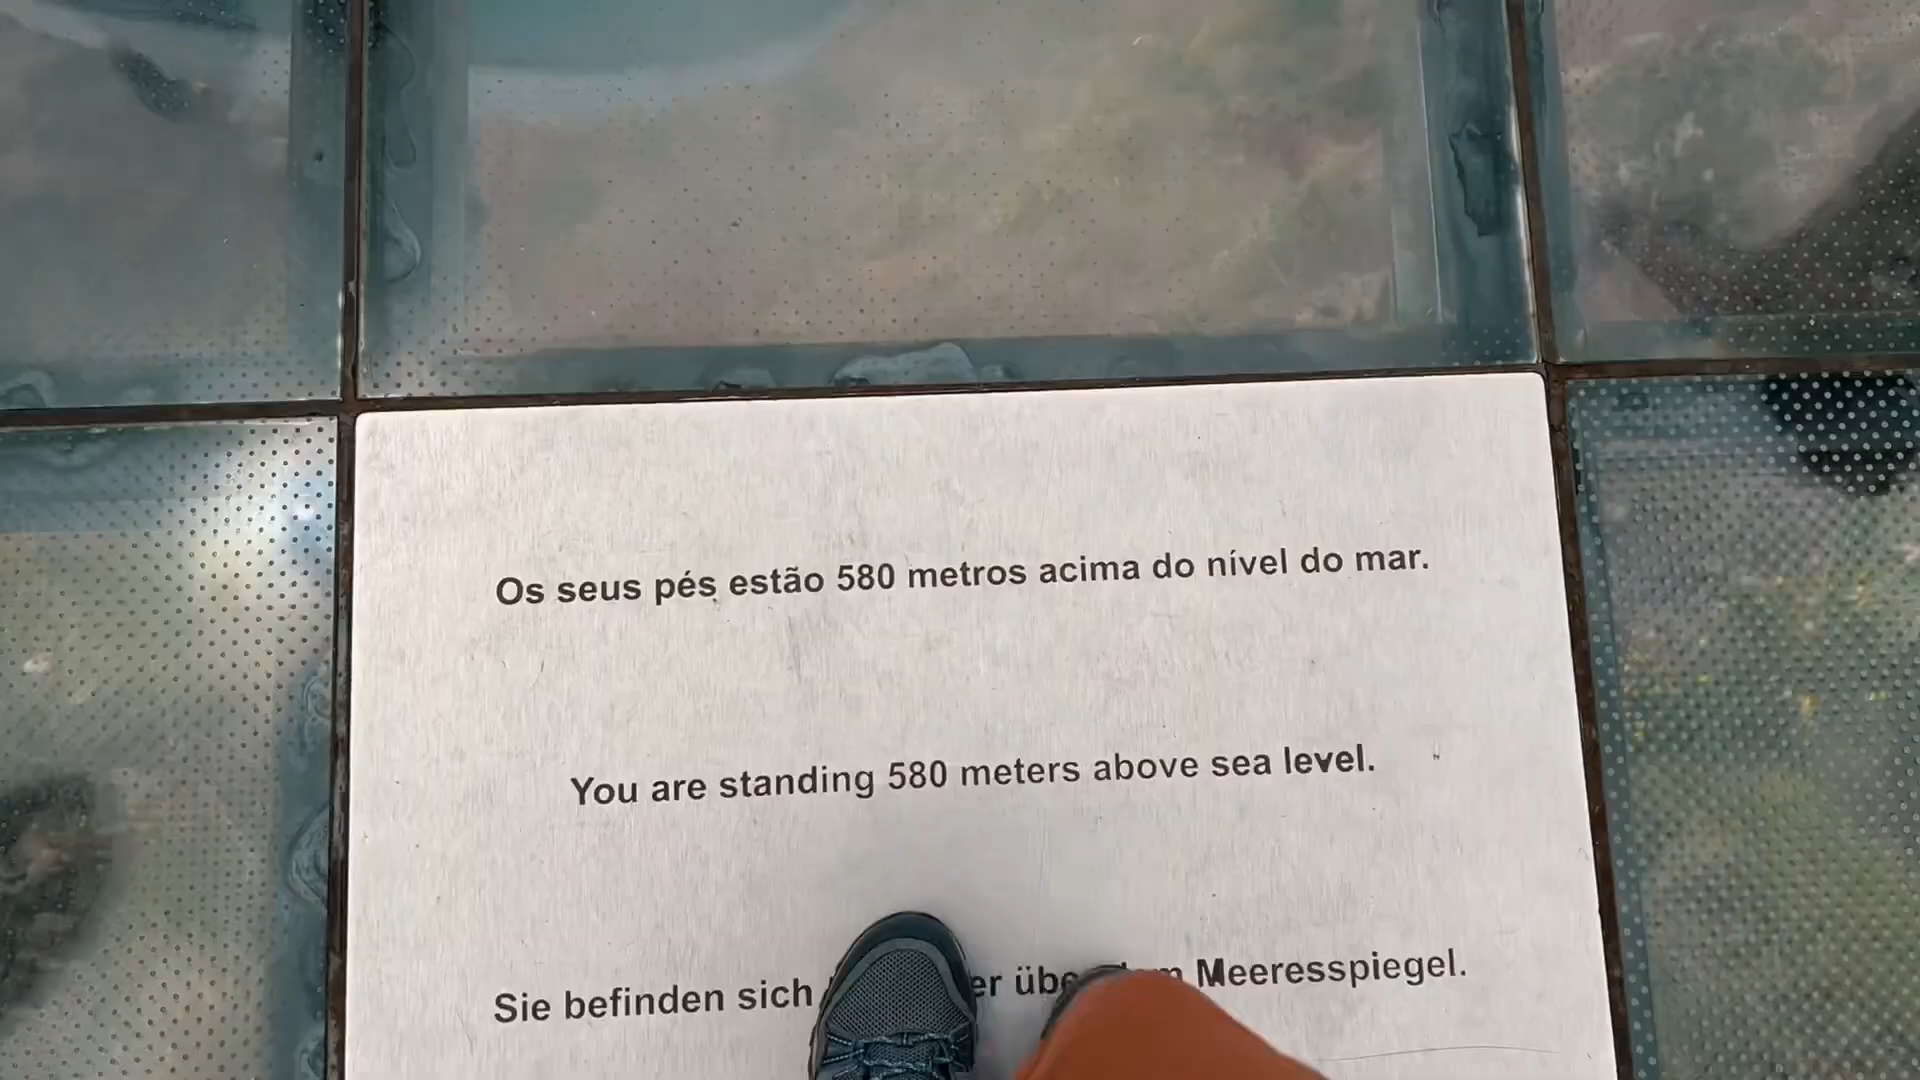 Os seus pés estão 580 metros acima do nível do mar.
You are standing 580 meters above sea level.
Sie befinden sich Meeresspiegel.